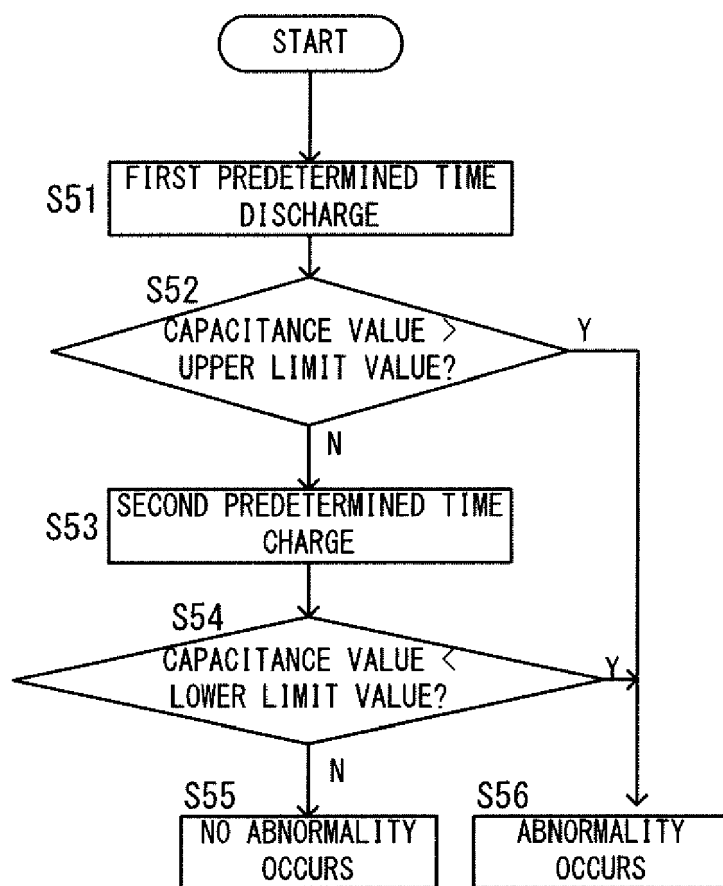 START
S51
FIRST PREDETERMINED TIME
DISCHARGE
S52
CAPACITANCE VALUE >
UPPER LIMIT VALUE?
Y
N
S53
SECOND PREDETERMINED TIME
CHARGE
S54
CAPACITANCE VALUE <
LOWER LIMIT VALUE?
Y
N
S55
NO ABNORMALITY
OCCURS
S56
ABNORMALITY
OCCURS